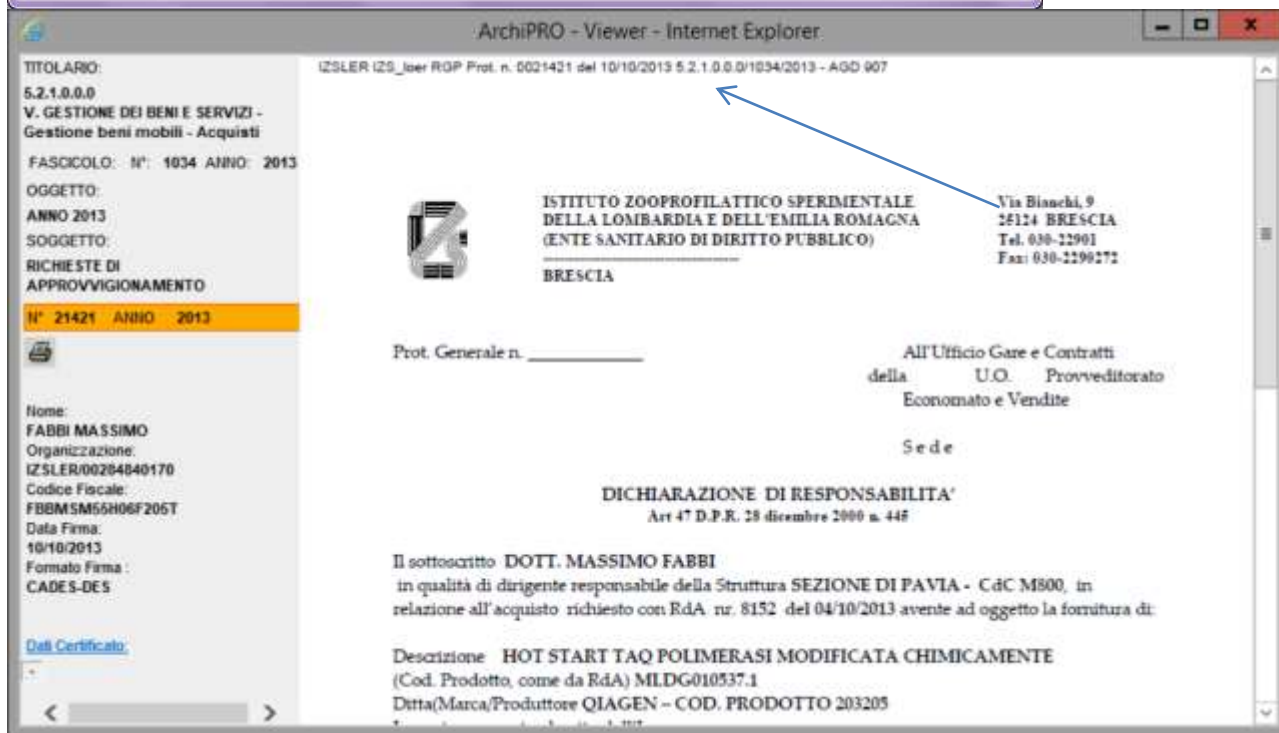 ArchiPRO - Viewer - Internet Explorer
TITOLARIO:
5.2.1.0.0.0
V. GESTIONE DEI BENI E SERVIZI -
Gestione beni mobili - Acquisti
FASCICOLO: N°: 1034 ANNO: 2013
OGGETTO:
ANNO 2013
SOGGETTO:
RICHIESTE DI
APPROVVIGIONAMENTO
N° 21421 ANNO 2013
Nome:
FABBI MASSIMO
Organizzazione:
IZSLER/00284840170
Codice Fiscale:
FBBMSM55H06F205T
Data Firma:
10/10/2013
Formato Firma :
CADES-DES
Dati Certificato:
IZSLER IZS_loer RGP Prot. n. 0021421 del 10/10/2013 5.2.1.0.0.0/1034/2013 - AGD 907
ISTITUTO ZOOPROFILATTICO SPERIMENTALE
DELLA LOMBARDIA E DELL'EMILIA ROMAGNA
(ENTE SANITARIO DI DIRITTO PUBBLICO)
BRESCIA
Via Bianchi, 9
25124 BRESCIA
Tel. 030-22901
Fax: 030-2290272
Prot. Generale n. ____________
All'Ufficio Gare e Contratti
della U.O. Provveditorato
Economato e Vendite
S e d e
DICHIARAZIONE DI RESPONSABILITA'
Art 47 D.P.R. 28 dicembre 2000 n. 445
Il sottoscritto DOTT. MASSIMO FABBI
in qualità di dirigente responsabile della Struttura SEZIONE DI PAVIA - CdC M800, in
relazione all'acquisto richiesto con RdA nr. 8152 del 04/10/2013 avente ad oggetto la fornitura di:
Descrizione HOT START TAQ POLIMERASI MODIFICATA CHIMICAMENTE
(Cod. Prodotto, come da RdA) MLDG010537.1
Ditta(Marca/Produttore QIAGEN – COD. PRODOTTO 203205